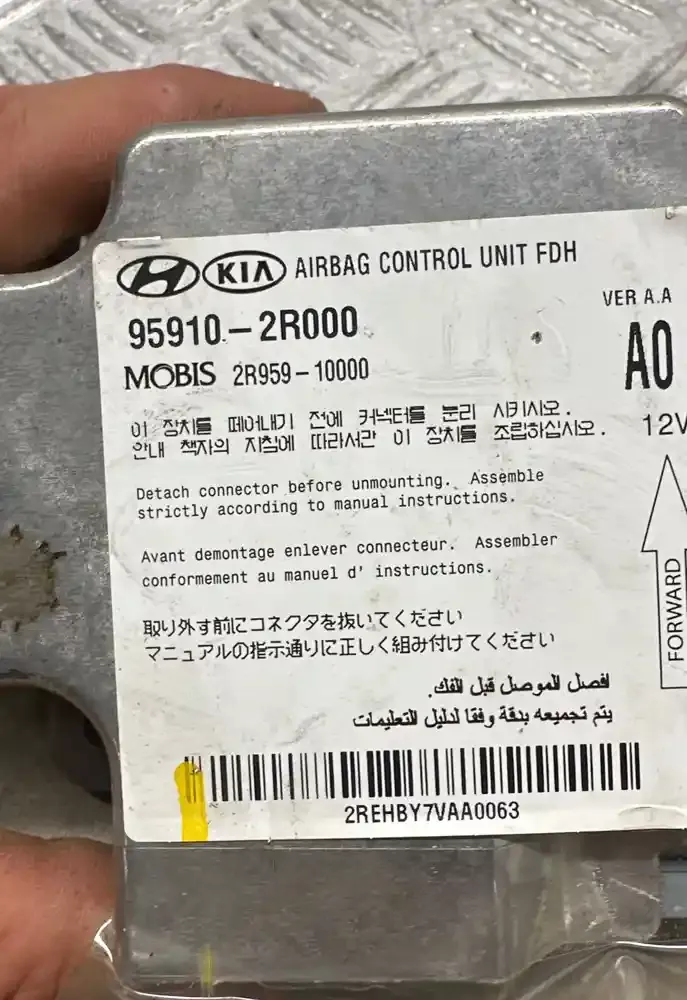 KIA AIRBAG CONTROL UNIT FDH
95910-2R000
VER A.A
MOBIS 2R959-10000
A0
이 장치를 떼어내기 전에 커넥터를 분리 시키시오.
안내 책자의 지침에 따라서만 이 장치를 조립하십시오.
12V
Detach connector before unmounting. Assemble
strictly according to manual instructions.
Avant demontage enlever connecteur. Assembler
conformement au manuel d' instructions.
FORWARD
取り外す前にコネクタを抜いてください
マニュアルの指示通りに正しく組み付けてください
افصل الموصل قبل الفك.
يتم تجميعه بدقة وفقا لدليل التعليمات
2REHBY7VAA0063